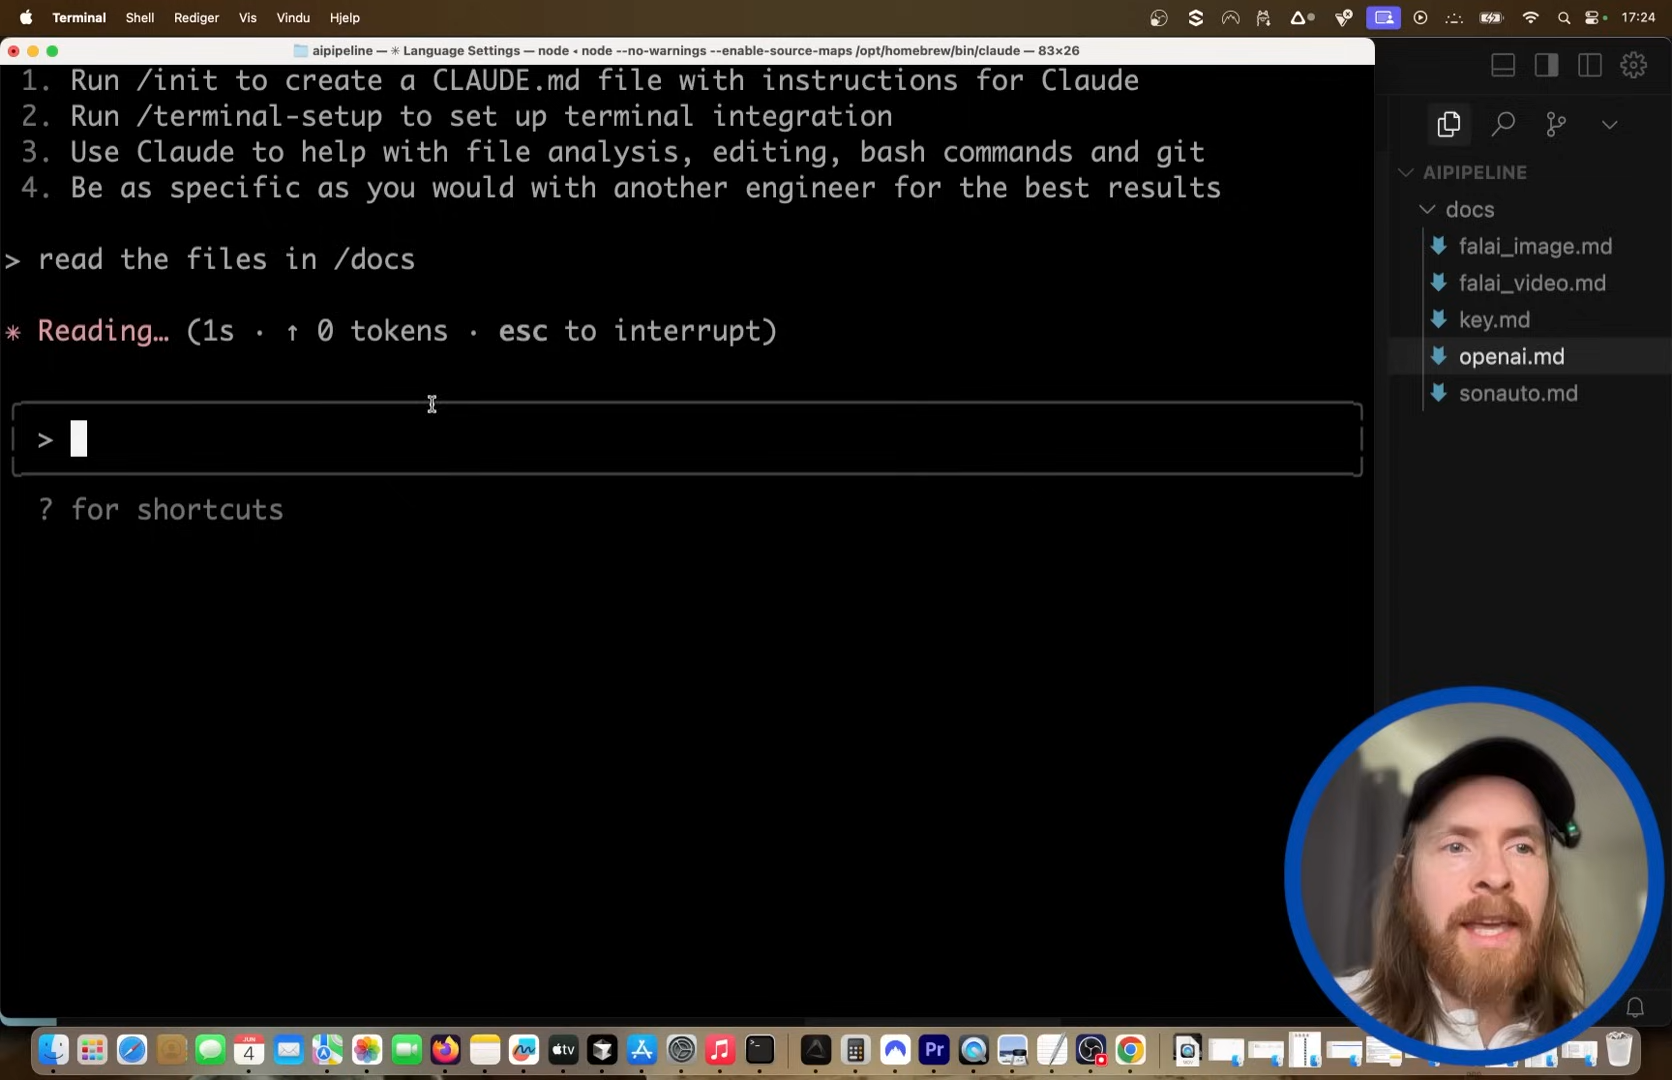 Terminal Shell Rediger Vis Vindu Hjelp 17:24
aipipeline — ✳ Language Settings — node ◂ node --no-warnings --enable-source-maps /opt/homebrew/bin/claude — 83×26
1. Run /init to create a CLAUDE.md file with instructions for Claude
2. Run /terminal-setup to set up terminal integration
3. Use Claude to help with file analysis, editing, bash commands and git
4. Be as specific as you would with another engineer for the best results
> read the files in /docs
✳ Reading… (1s · ↑ 0 tokens · esc to interrupt)
>
? for shortcuts
AIPIPELINE
docs
falai_image.md
falai_video.md
key.md
openai.md
sonauto.md
JUN
4
tv
Pr